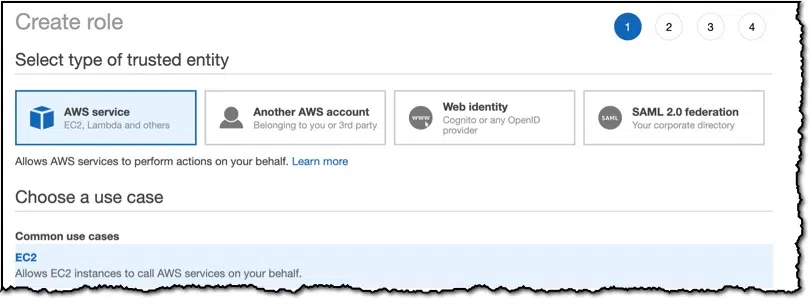 Create role
1 2 3 4
Select type of trusted entity
AWS service
EC2, Lambda and others
Another AWS account
Belonging to you or 3rd party
www
Web identity
Cognito or any OpenID
provider
SAML
SAML 2.0 federation
Your corporate directory
Allows AWS services to perform actions on your behalf. Learn more
Choose a use case
Common use cases
EC2
Allows EC2 instances to call AWS services on your behalf.